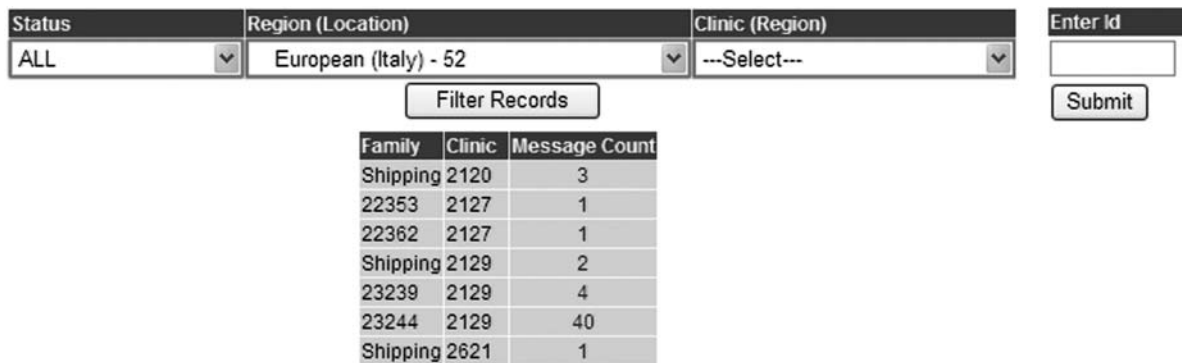 Status Region (Location) Clinic (Region) Enter Id
ALL European (Italy) - 52 ---Select---
Filter Records Submit
Family Clinic Message Count
Shipping 2120 3
22353 2127 1
22362 2127 1
Shipping 2129 2
23239 2129 4
23244 2129 40
Shipping 2621 1